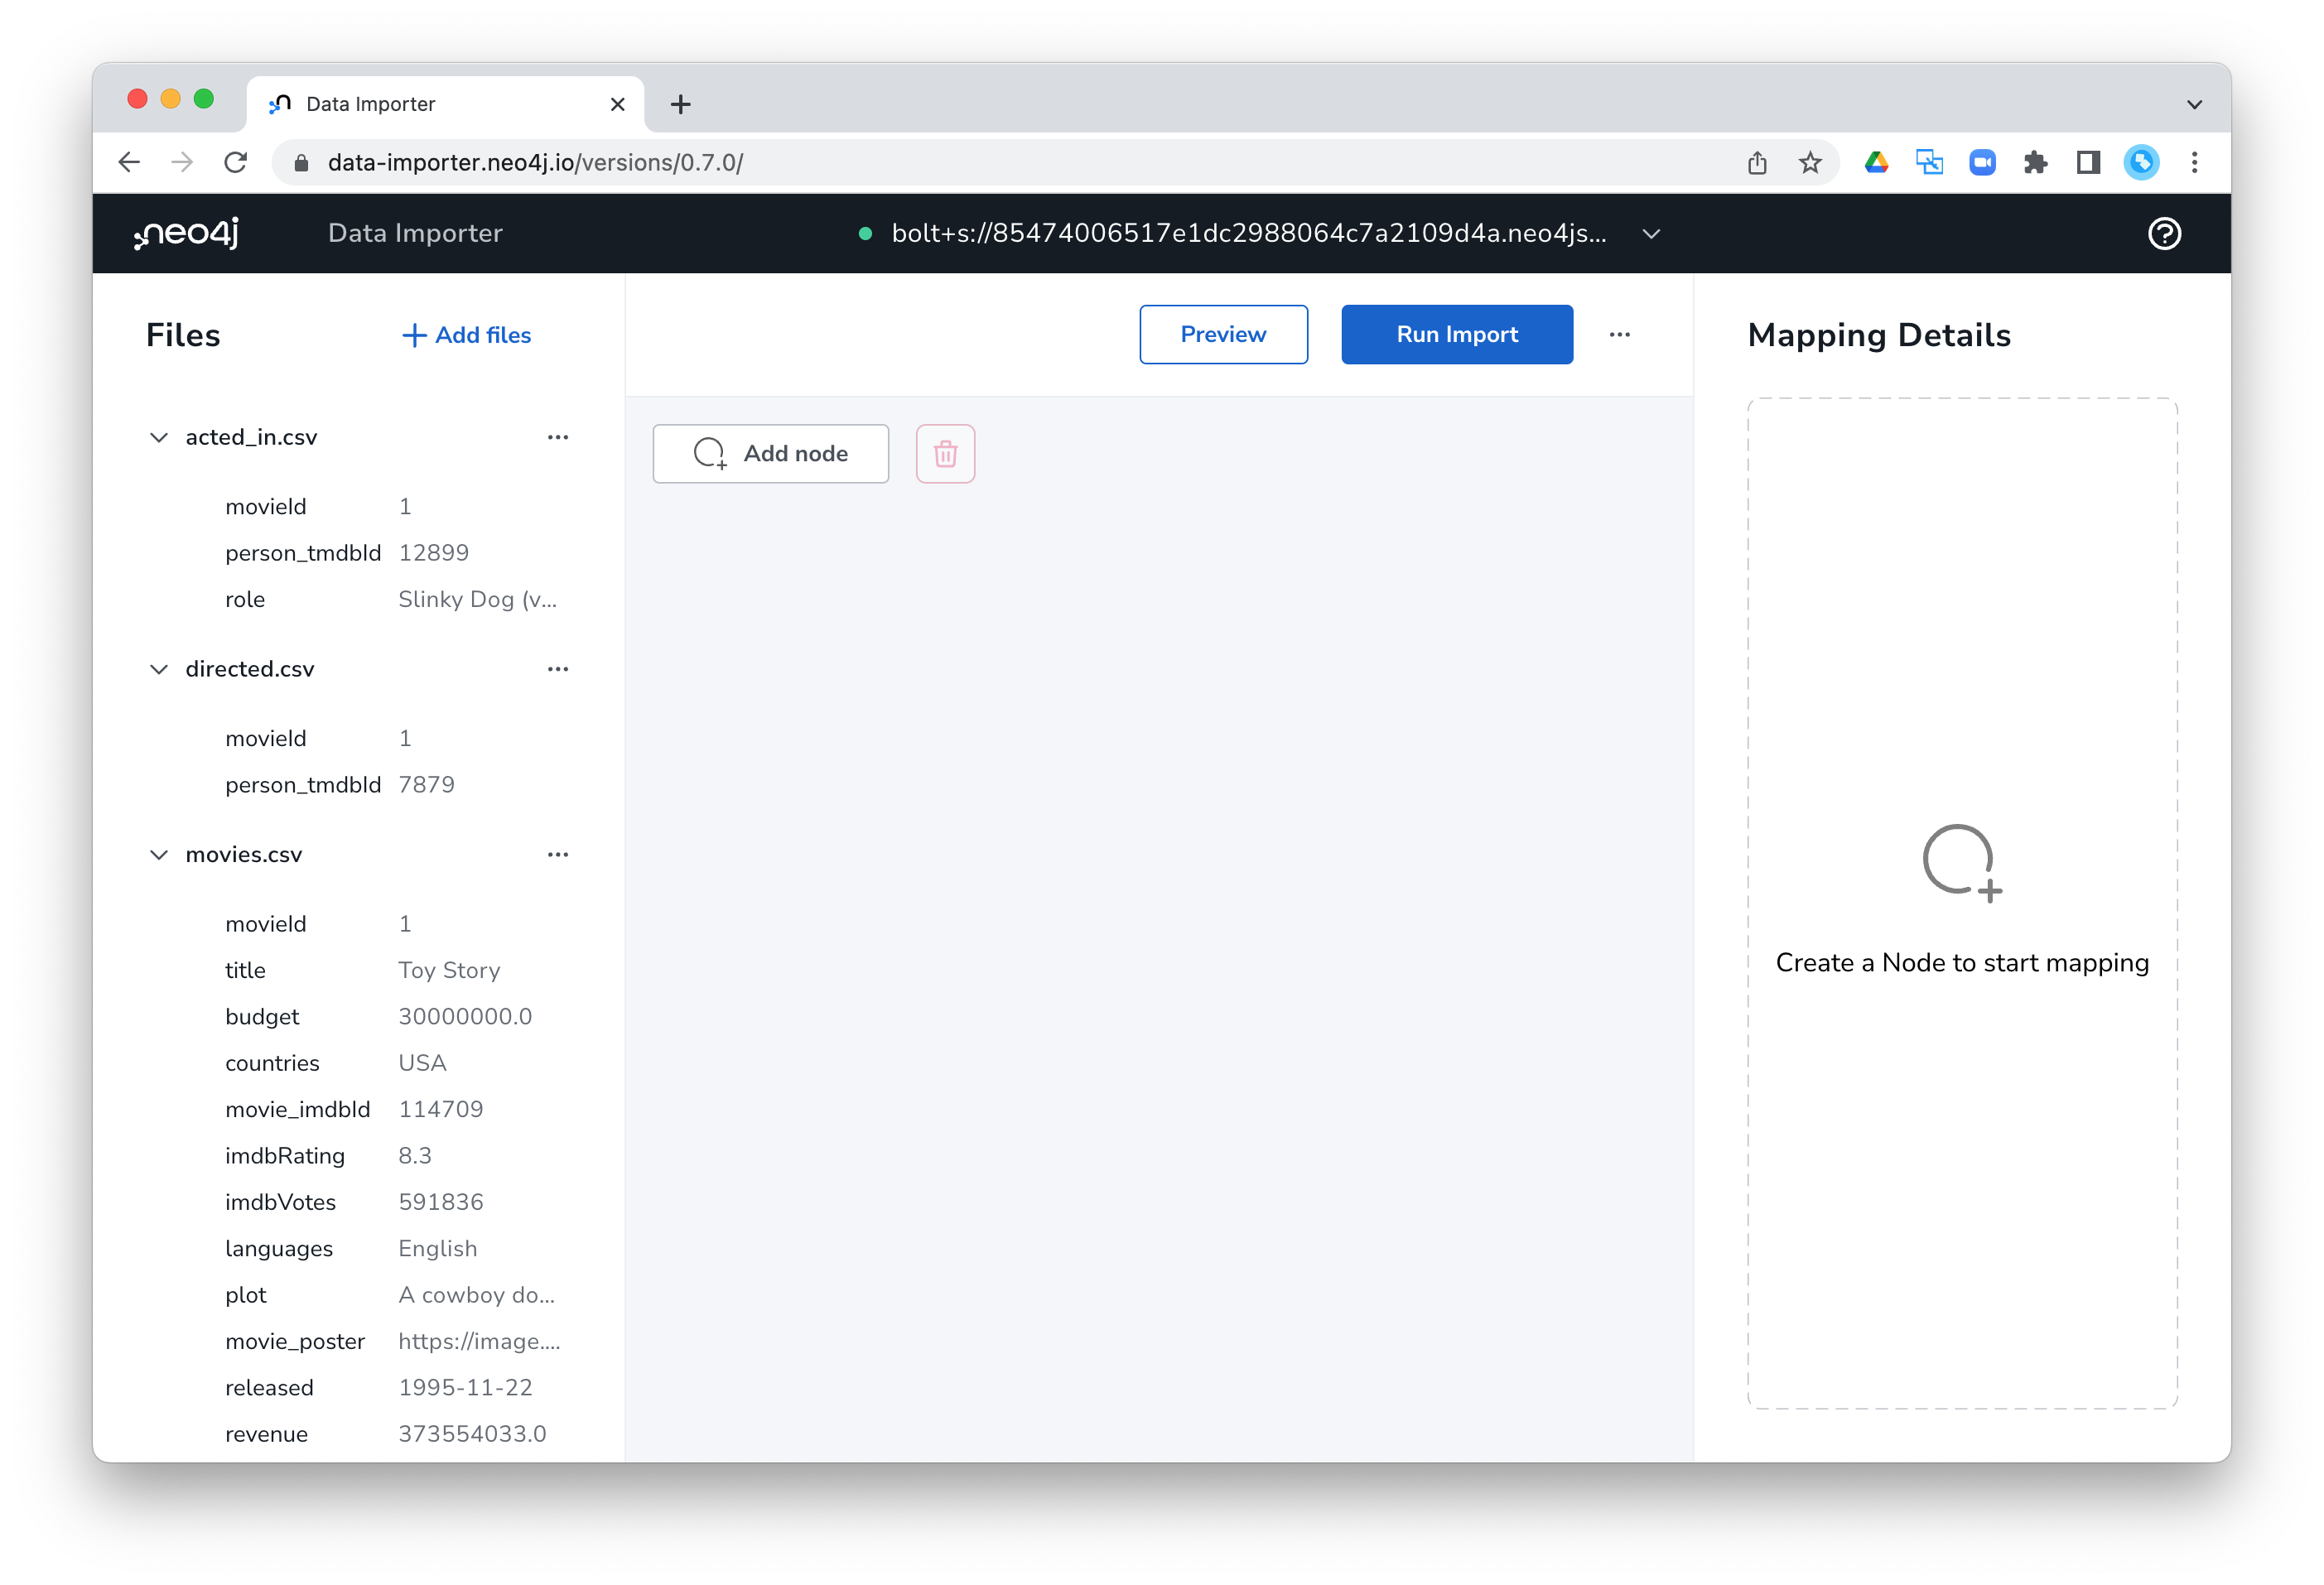 Data Importer
data-importer.neo4j.io/versions/0.7.0/
neo4j Data Importer bolt+s://85474006517e1dc2988064c7a2109d4a.neo4js...
Files + Add files
Preview Run Import
Mapping Details
acted_in.csv
Add node
movieId 1
person_tmdbId 12899
role Slinky Dog (v...
directed.csv
movieId 1
person_tmdbId 7879
movies.csv
movieId 1
Create a Node to start mapping
title Toy Story
budget 30000000.0
countries USA
movie_imdbId 114709
imdbRating 8.3
imdbVotes 591836
languages English
plot A cowboy do...
movie_poster https://image....
released 1995-11-22
revenue 373554033.0